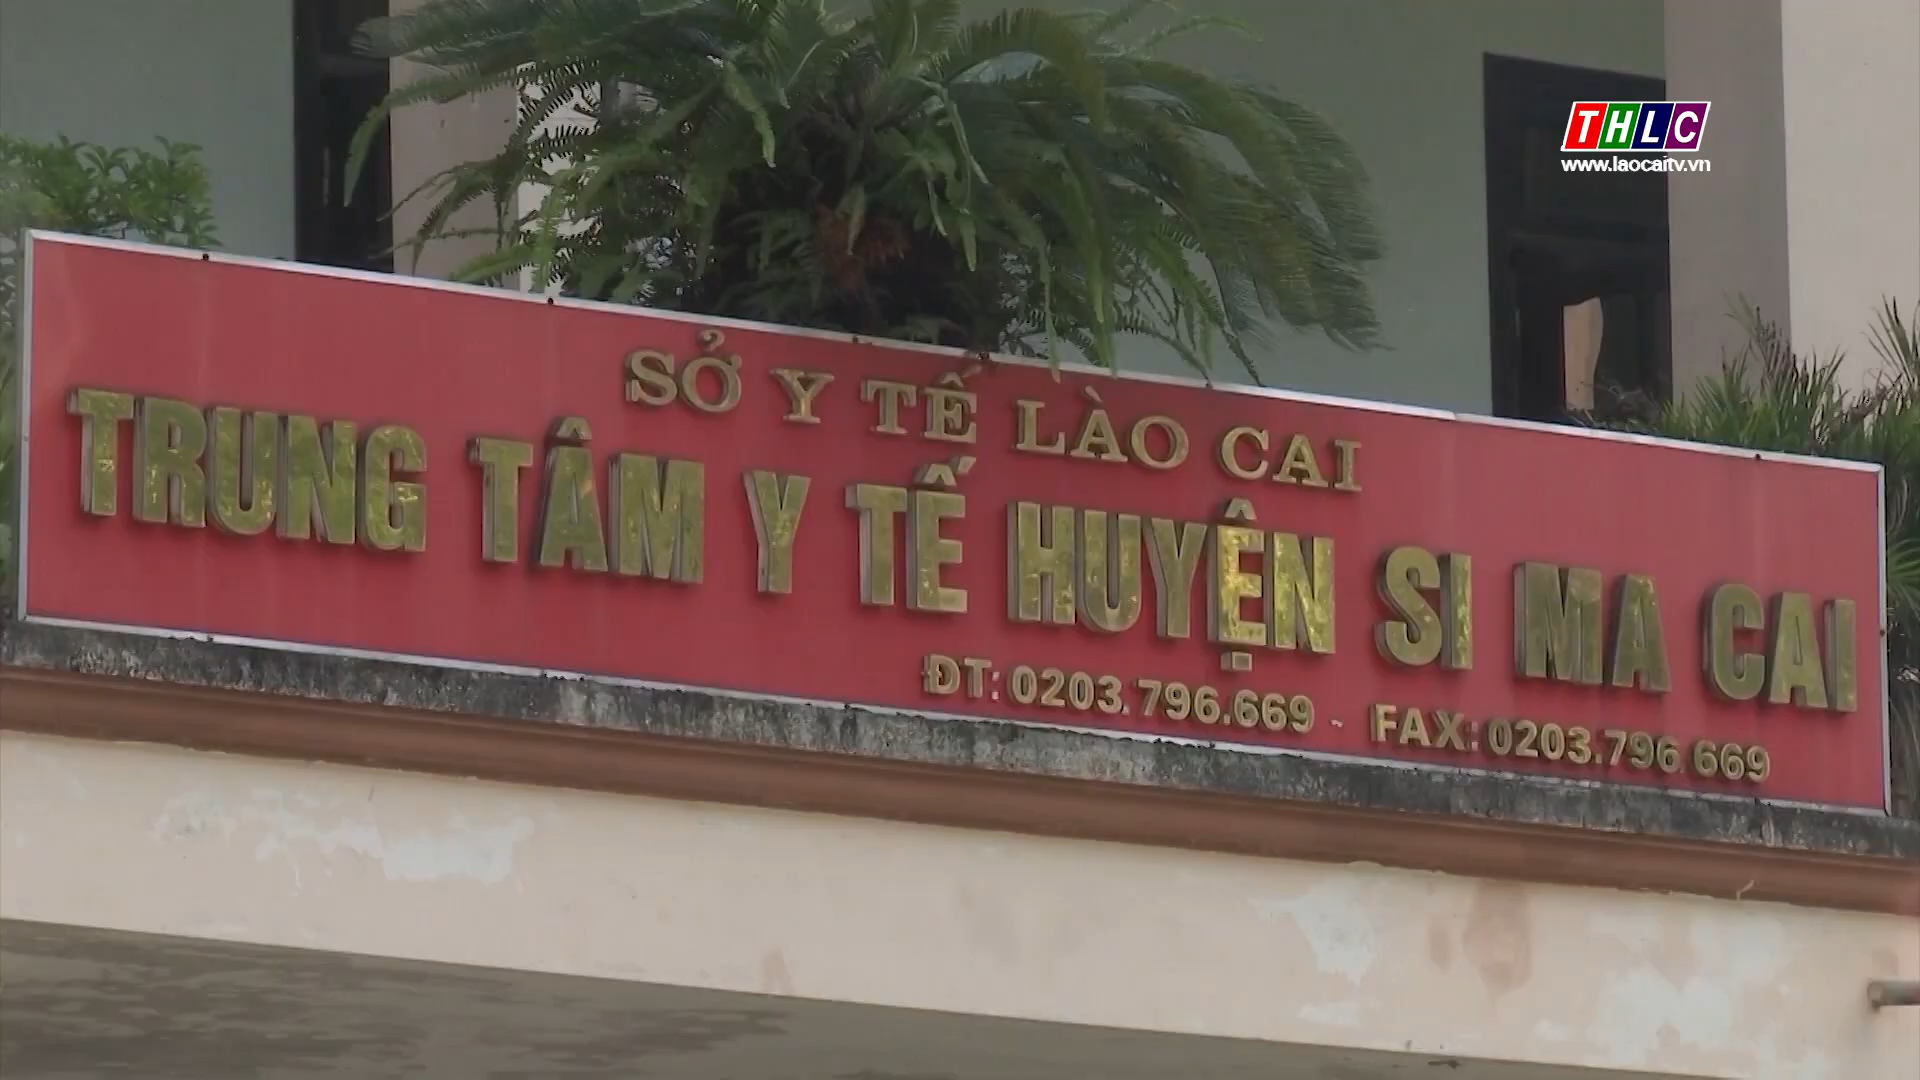 THLC
www.laocaitv.vn
SỞ Y TẾ LÀO CAI
TRUNG TÂM Y TẾ HUYỆN SI MA CAI
ĐT: 0203.796.669 - FAX: 0203.796.669